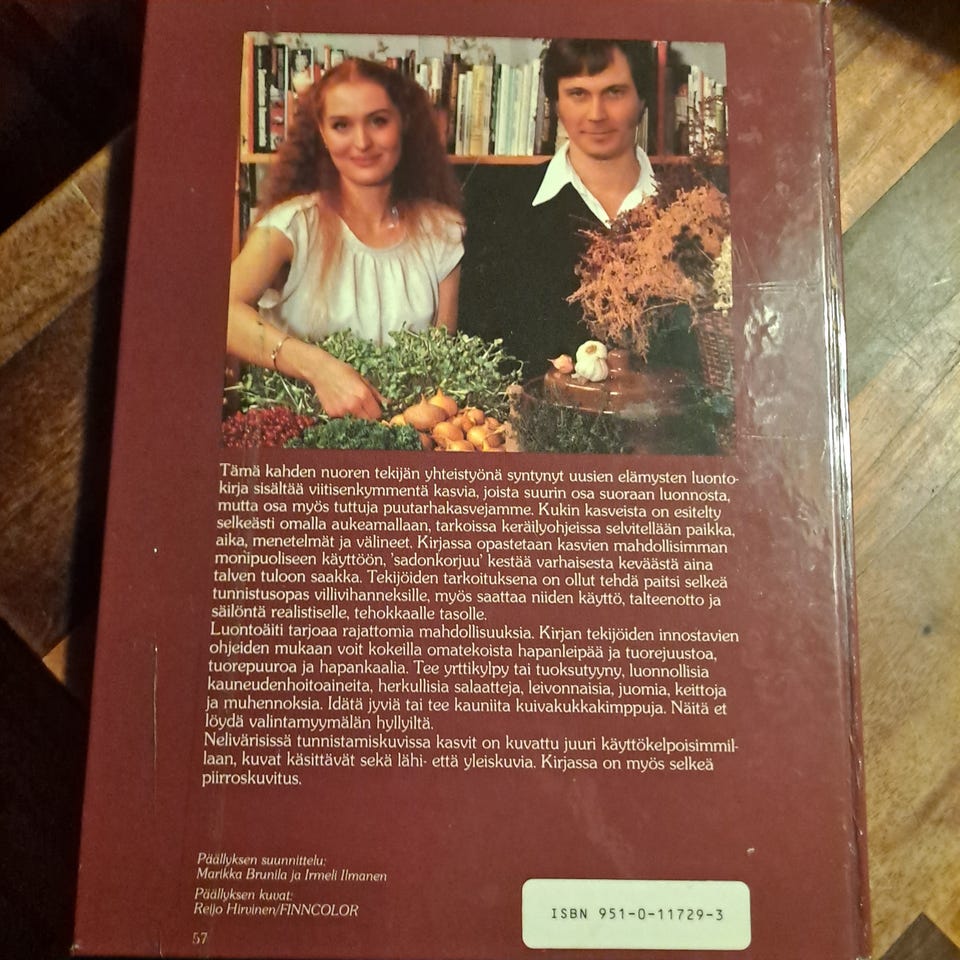 Tämä kahden nuoren tekijän yhteistyönä syntynyt uusien elämysten luonto-
kirja sisältää viitisenkymmentä kasvia, joista suurin osa suoraan luonnosta,
mutta osa myös tuttuja puutarhakasvejamme. Kukin kasveista on esitelty
selkeästi omalla aukeamallaan, tarkoissa keräilyohjeissa selvitellään paikka,
aika, menetelmät ja välineet. Kirjassa opastetaan kasvien mahdollisimman
monipuoliseen käyttöön, 'sadonkorjuu' kestää varhaisesta keväästä aina
talven tuloon saakka. Tekijöiden tarkoituksena on ollut tehdä paitsi selkeä
tunnistusopas villivihanneksille, myös saattaa niiden käyttö, talteenotto ja
säilöntä realistiselle, tehokkaalle tasolle.
Luontoäiti tarjoaa rajattomia mahdollisuuksia. Kirjan tekijöiden innostavien
ohjeiden mukaan voit kokeilla omatekoista hapanleipää ja tuorejuustoa,
tuorepuuroa ja hapankaalia. Tee yrttikylpy tai tuoksutyyny, luonnollisia
kauneudenhoitoaineita, herkullisia salaatteja, leivonnaisia, juomia, keittoja
ja muhennoksia. Idätä jyviä tai tee kauniita kuivakukkakimppuja. Näitä et
löydä valintamyymälän hyllyiltä.
Nelivärisissä tunnistamiskuvissa kasvit on kuvattu juuri käyttökelpoisimmil-
laan, kuvat käsittävät sekä lähi- että yleiskuvia. Kirjassa on myös selkeä
piirroskuvitus.
Päällyksen suunnittelu:
Marikka Brunila ja Irmeli Ilmanen
Päällyksen kuvat:
Reijo Hirvinen/FINNCOLOR
57
ISBN 951-0-11729-3